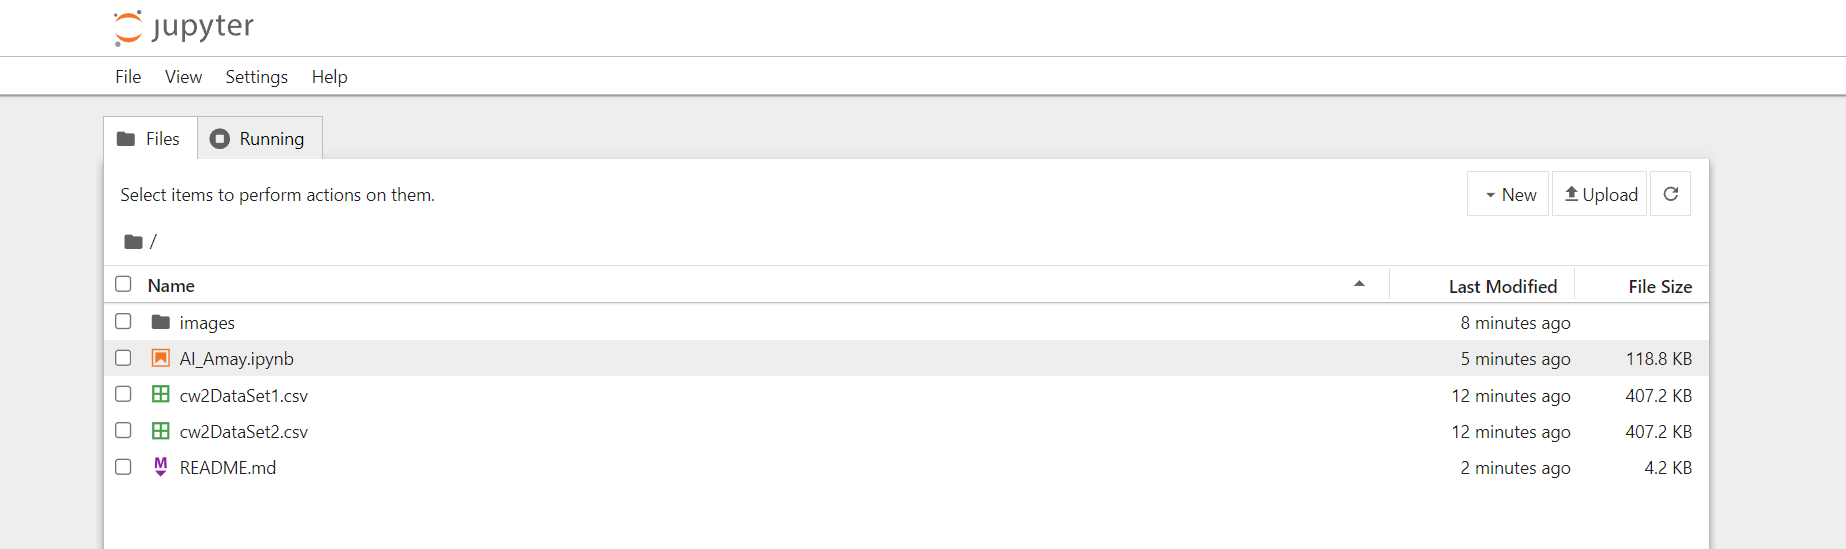 jupyter
File View Settings Help
Files Running
Select items to perform actions on them.
New Upload
/
Name Last Modified File Size
images 8 minutes ago
AI_Amay.ipynb 5 minutes ago 118.8 KB
cw2DataSet1.csv 12 minutes ago 407.2 KB
cw2DataSet2.csv 12 minutes ago 407.2 KB
M README.md 2 minutes ago 4.2 KB